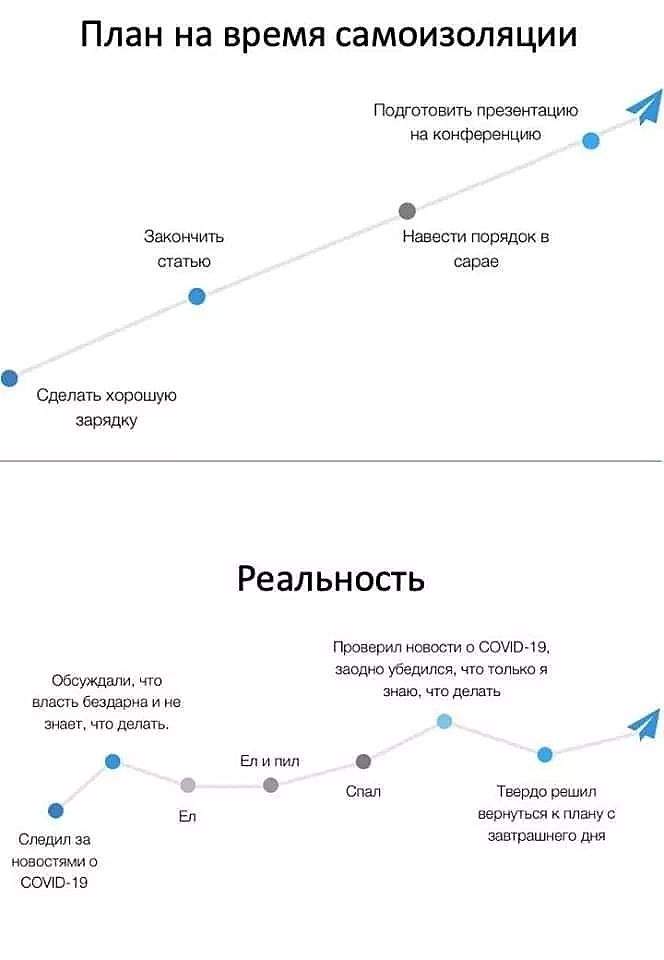 План на время самоизоляции
Подготовить презентацию
на конференцию
Закончить
статью
Навести порядок в
сарае
Сделать хорошую
зарядку
Реальность
Проверил новости о COVID-19,
заодно убедился, что только я
знаю, что делать
Обсуждали, что
власть бездарна и не
знает, что делать.
Ел и пил
Спал
Ел
Твердо решил
вернуться к плану с
завтрашнего дня
Следил за
новостями о
COVID-19